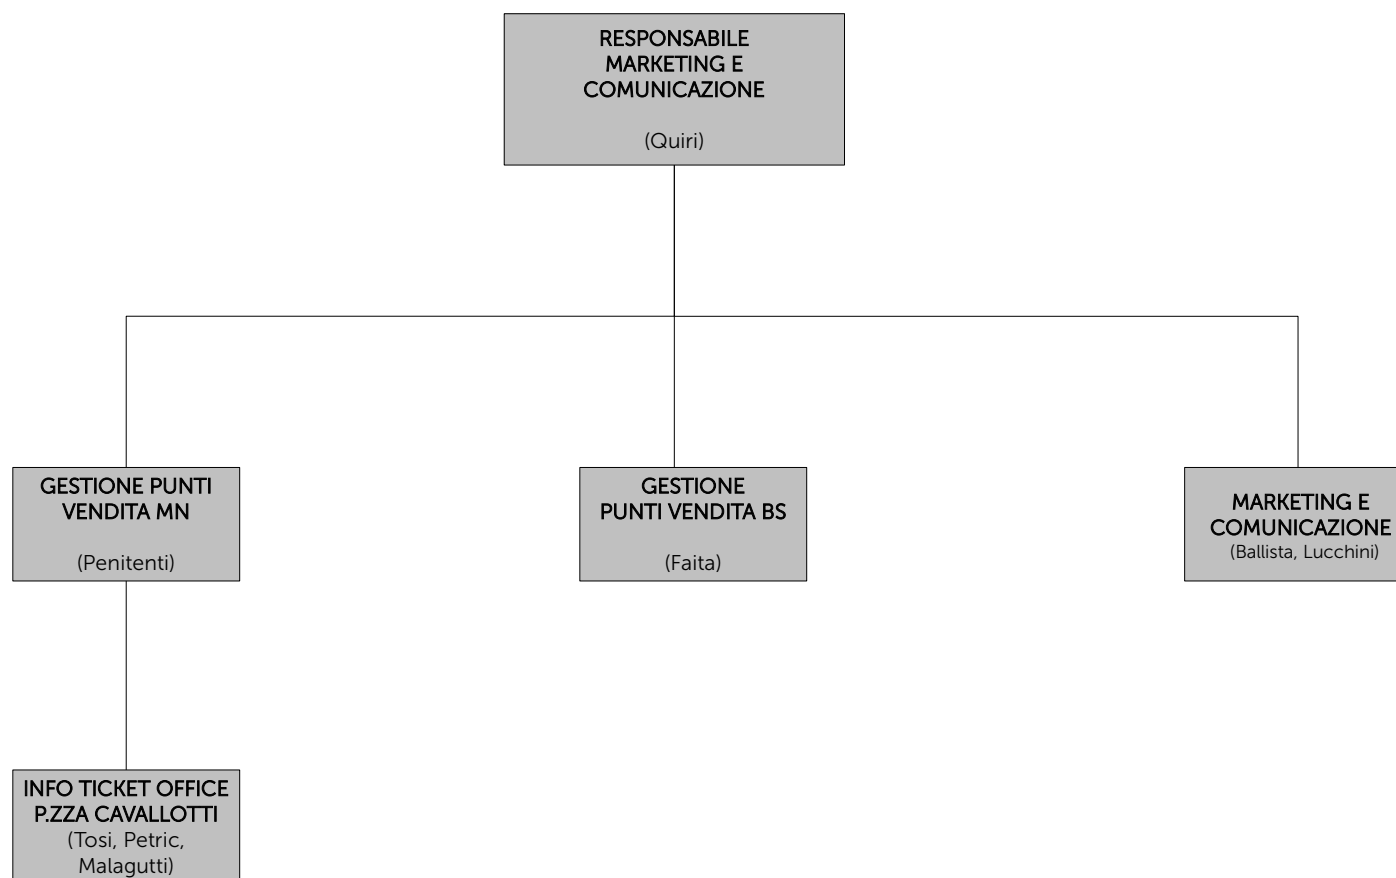 RESPONSABILE
MARKETING E
COMUNICAZIONE
(Quiri)
GESTIONE PUNTI
VENDITA MN
(Penitenti)
GESTIONE
PUNTI VENDITA BS
(Faita)
MARKETING E
COMUNICAZIONE
(Ballista, Lucchini)
INFO TICKET OFFICE
P.ZZA CAVALLOTTI
(Tosi, Petric,
Malagutti)